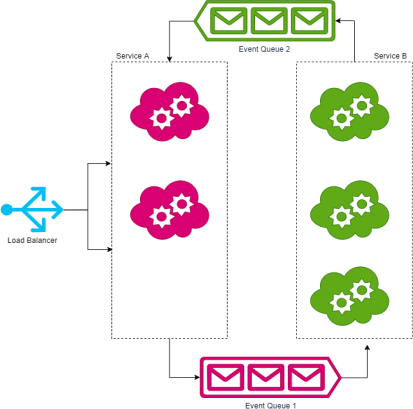 Event Queue 2
Service A
Service B
Load Balancer
Event Queue 1